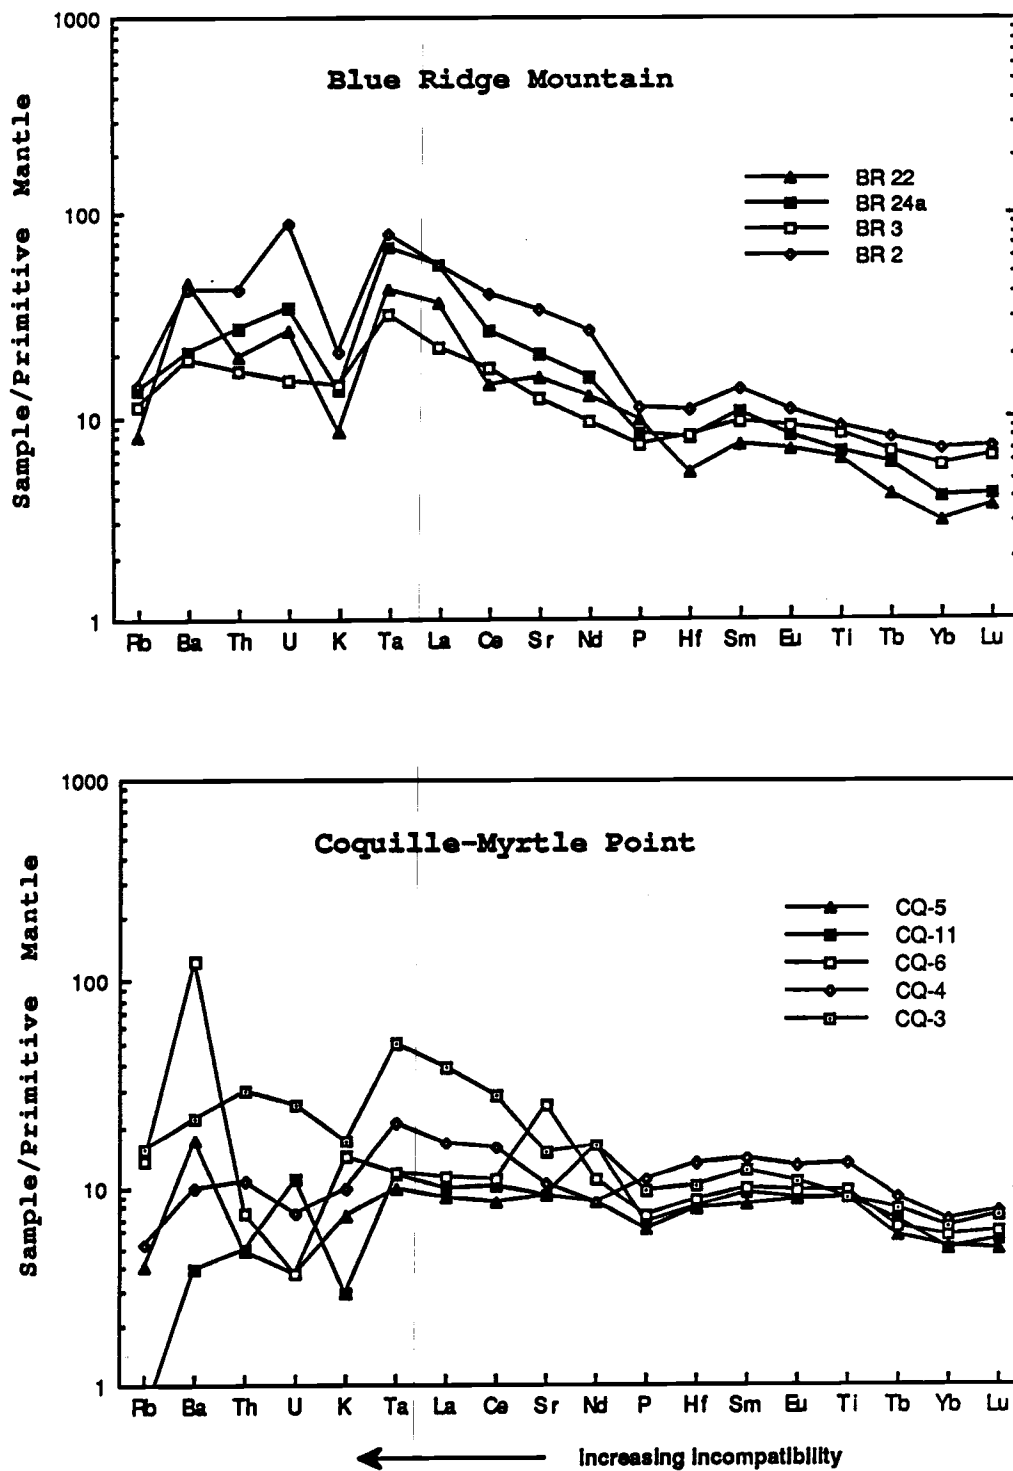 1000
Blue Ridge Mountain
BR 22
100
BR 24a
BR 3
BR 2
10
1
Sample/Primitive Mantle
Rb Ba Th U K Ta La Ce Sr Nd P Hf Sm Eu Ti Tb Yb Lu
1000
Coquille-Myrtle Point
CQ-5
CQ-11
CQ-6
100
CQ-4
CQ-3
10
1
Sample/Primitive Mantle
Rb Ba Th U K Ta La Ce Sr Nd P Hf Sm Eu Ti Tb Yb Lu
increasing incompatibility